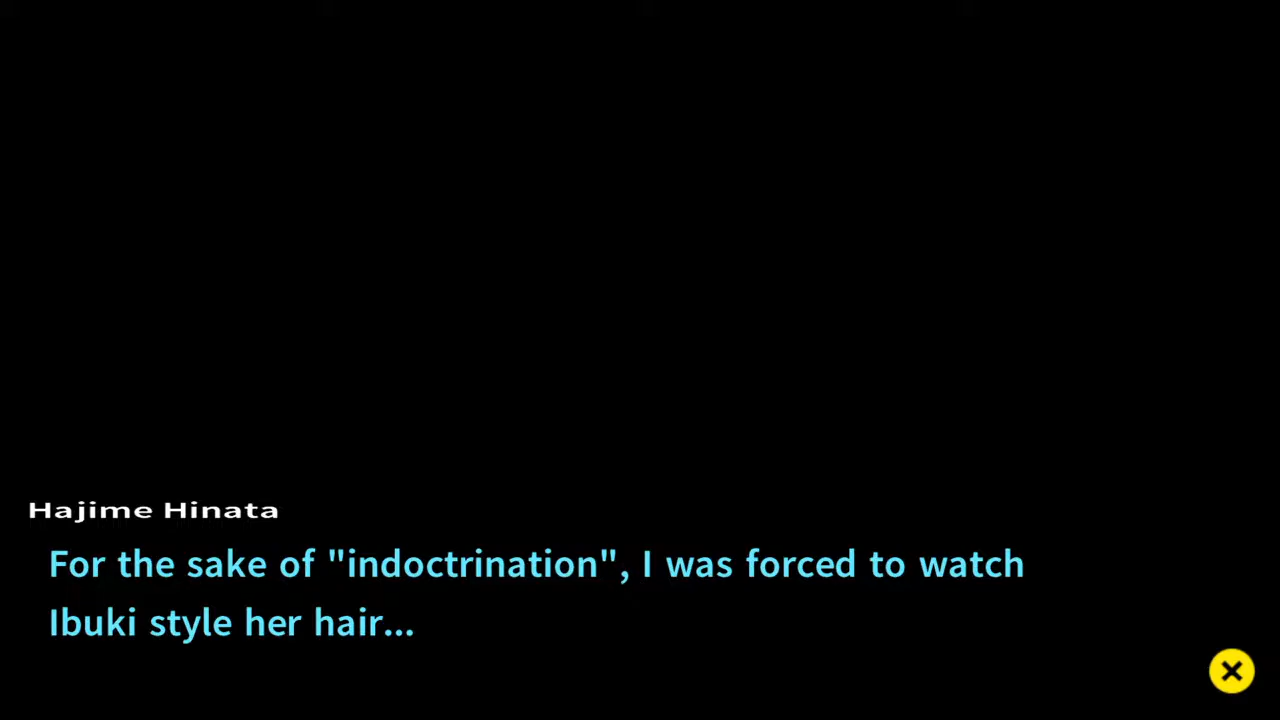 Hajime Hinata
For the sake of "indoctrination", I was forced to watch
Ibuki style her hair...